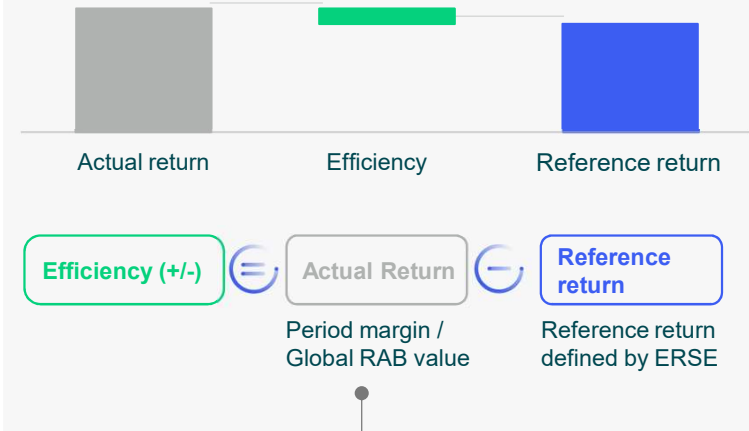 Actual return
Efficiency
Reference return
Efficiency (+/-)
=
Actual Return
-
Reference
return
Period margin /
Global RAB value
Reference return
defined by ERSE